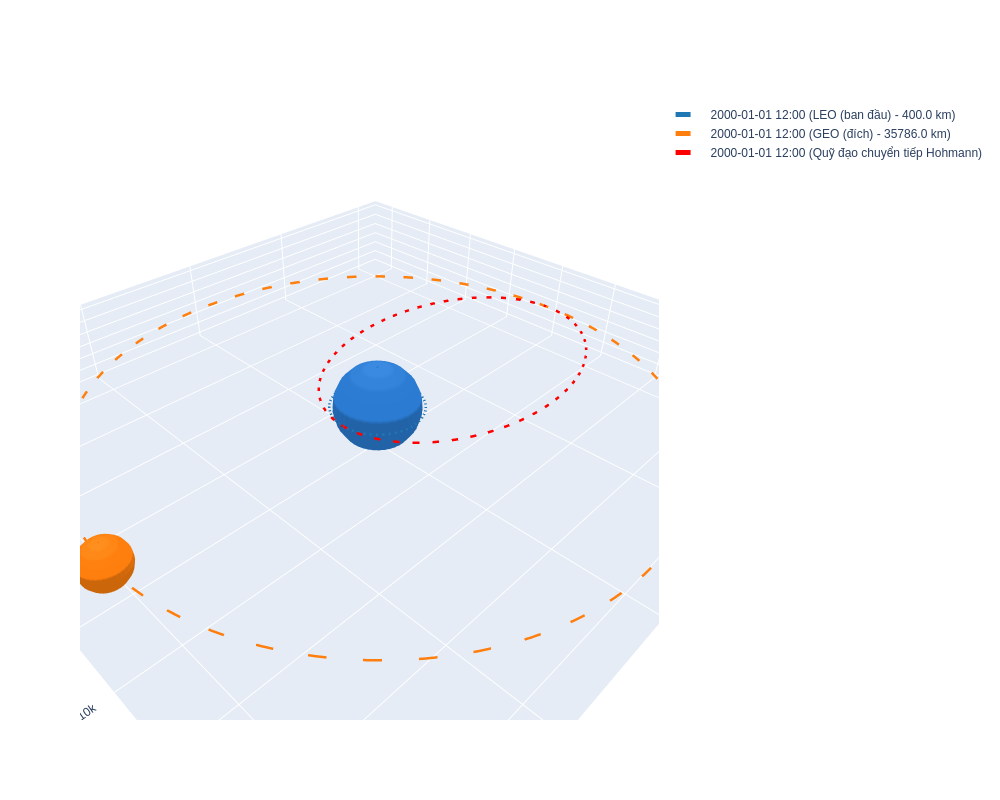 2000-01-01 12:00 (LEO (ban đầu) - 400.0 km)
2000-01-01 12:00 (GEO (đích) - 35786.0 km)
2000-01-01 12:00 (Quỹ đạo chuyển tiếp Hohmann)
10k